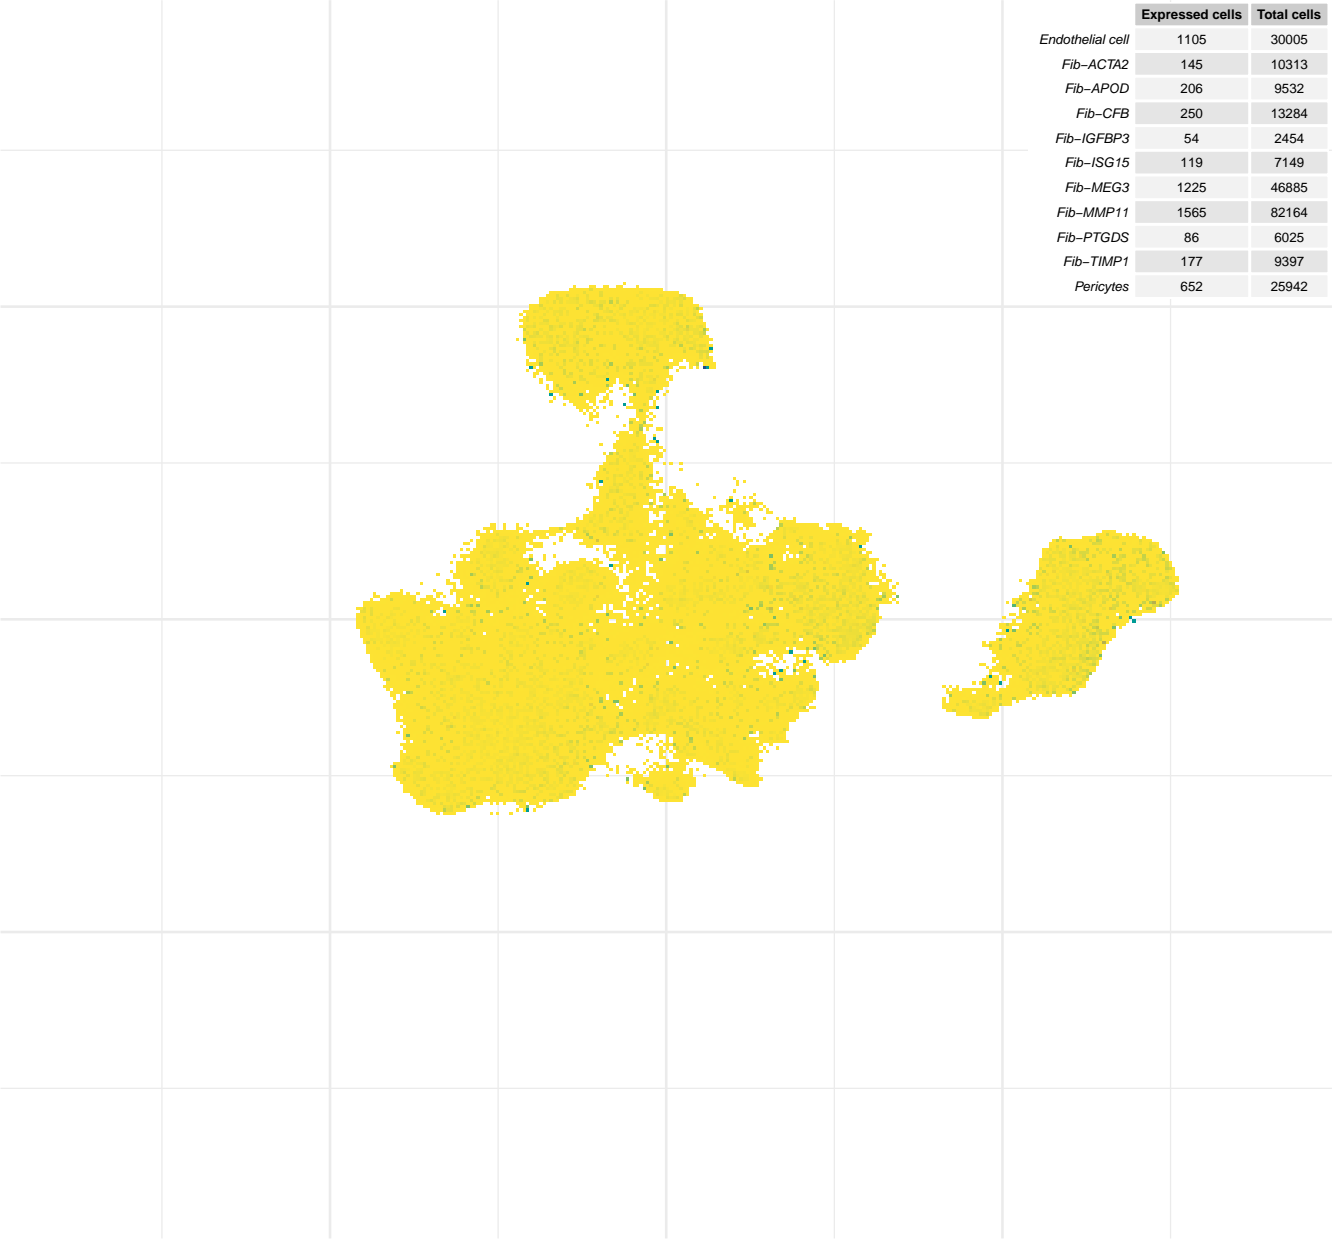 Expressed cells Total cells
Endothelial cell 1105 30005
Fib−ACTA2 145 10313
Fib−APOD 206 9532
Fib−CFB 250 13284
Fib−IGFBP3 54 2454
Fib−ISG15 119 7149
Fib−MEG3 1225 46885
Fib−MMP11 1565 82164
Fib−PTGDS 86 6025
Fib−TIMP1 177 9397
Pericytes 652 25942